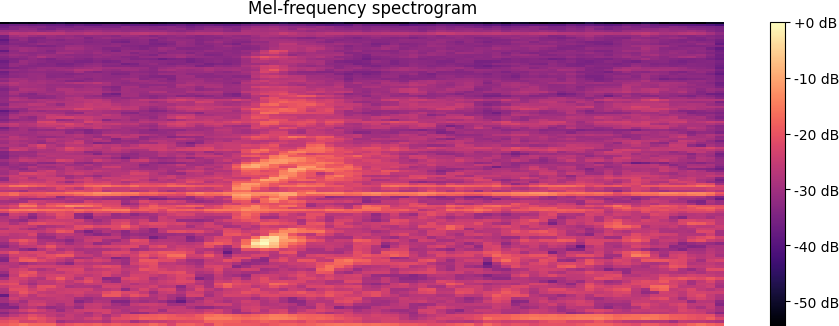 Mel-frequency spectrogram
+0 dB
-10 dB
-20 dB
-30 dB
-40 dB
-50 dB